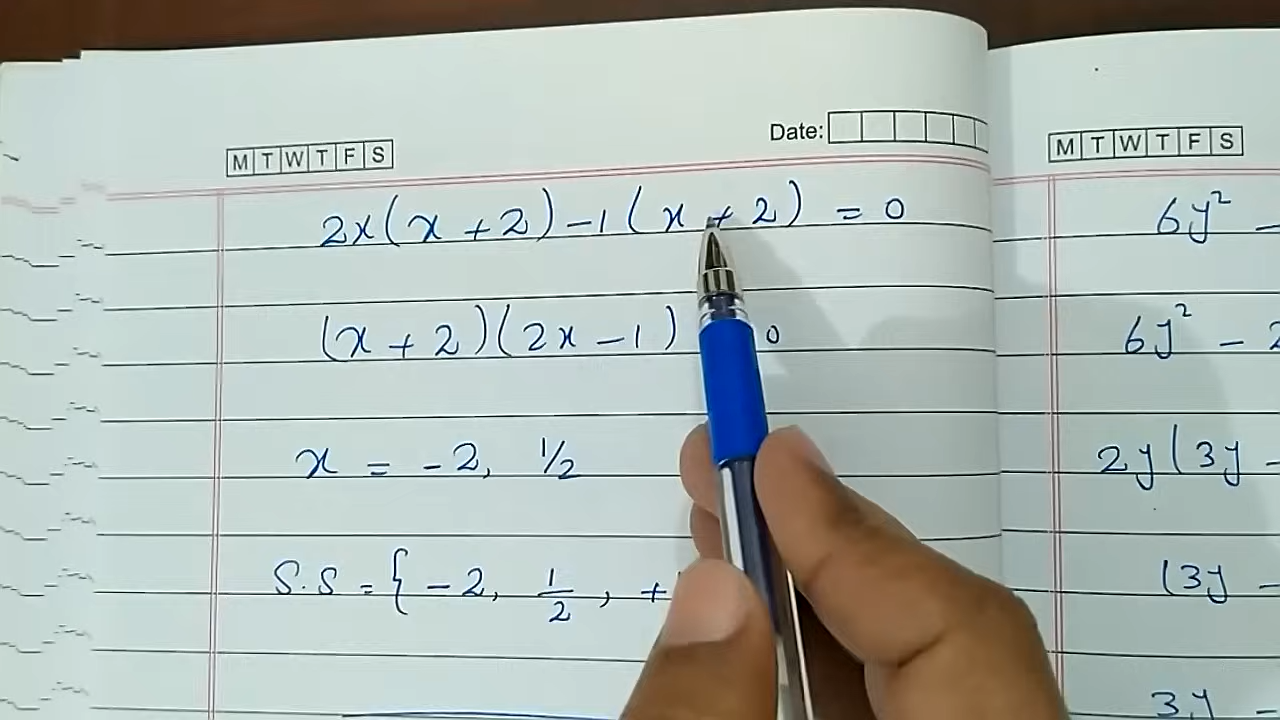 Date:
M T W T F S
2x(x+2)-1(x+2) = 0
(x+2)(2x-1) 0
x = -2, 1/2
S.S = { -2, 1/2, +
M T W T F S
6y² -
6y² - 2
2y(3y -
(3y -
3y -